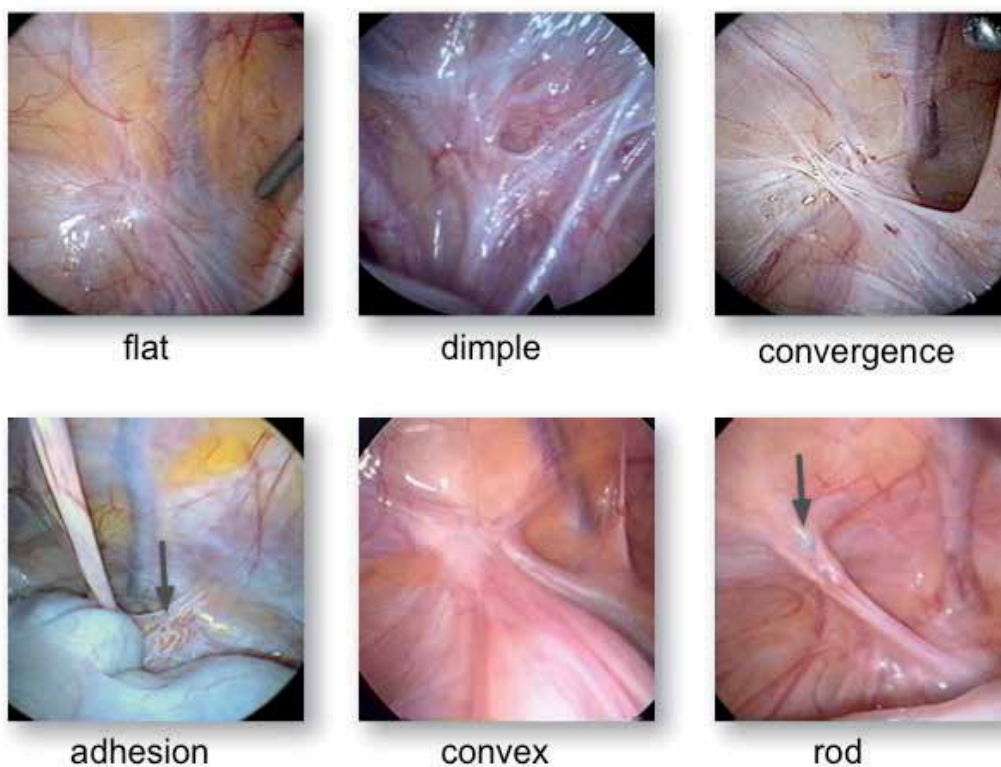 flat
dimple
convergence
adhesion
convex
rod